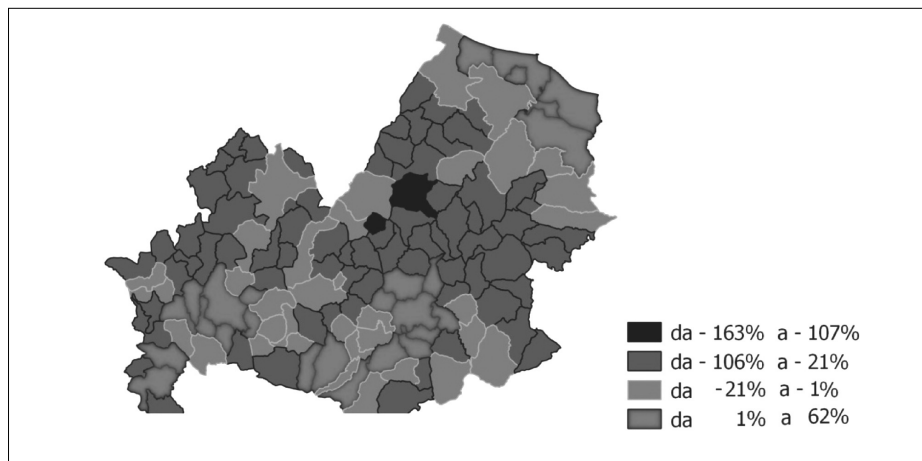 da - 163% a - 107%
da - 106% a - 21%
da -21% a - 1%
da 1% a 62%